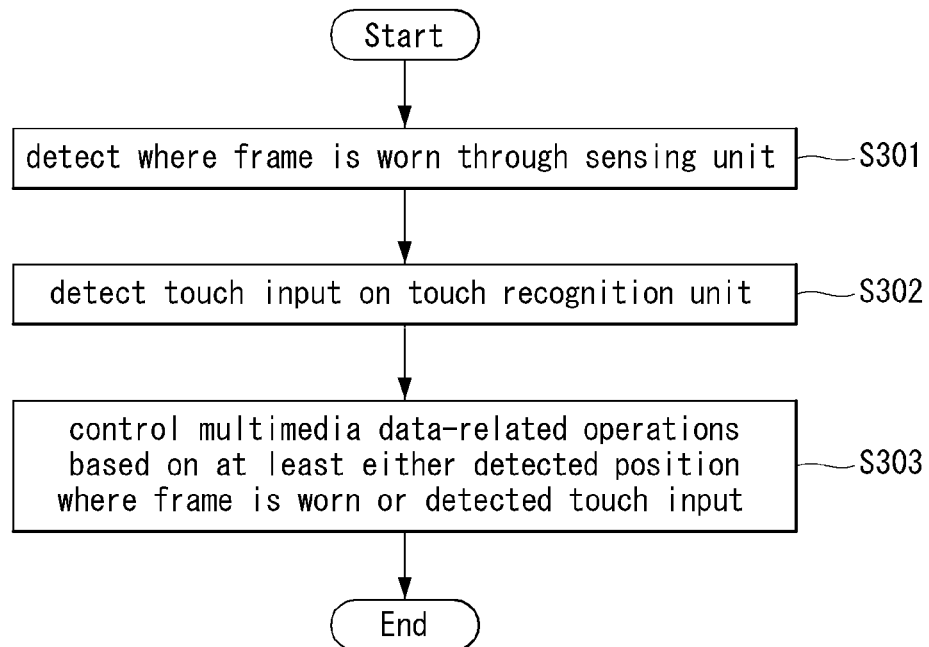 Start
detect where frame is worn through sensing unit
S301
detect touch input on touch recognition unit
S302
control multimedia data-related operations
based on at least either detected position
where frame is worn or detected touch input
S303
End